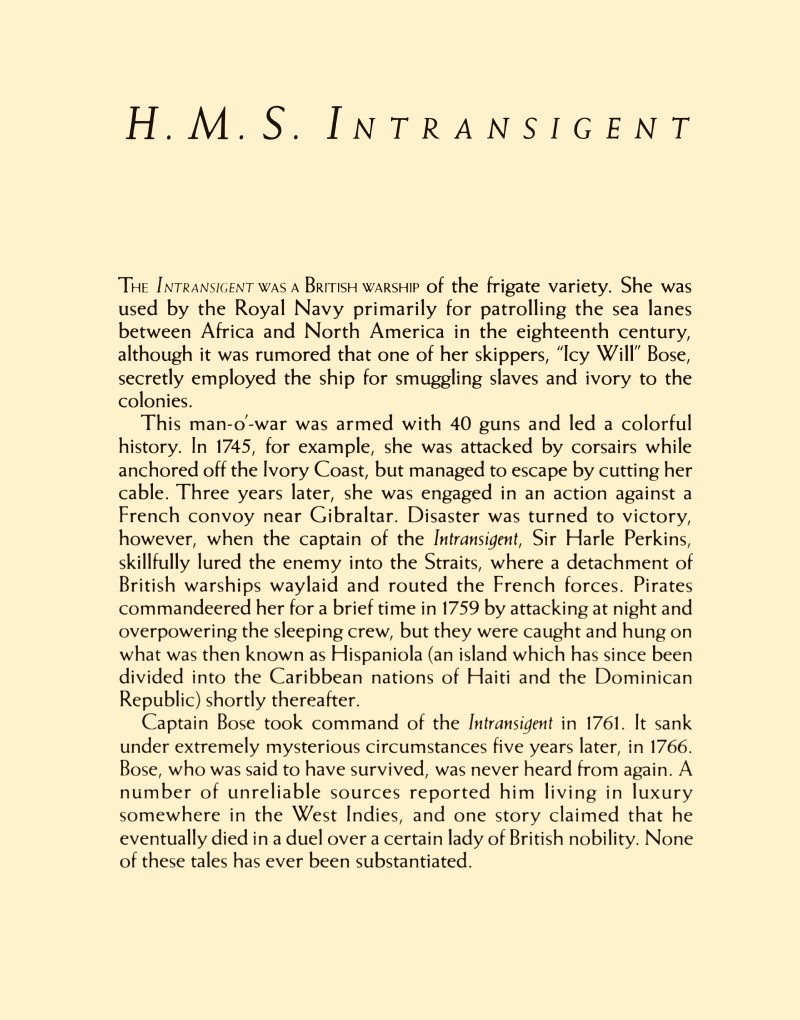 H.M.S. INTRANSIGENT
THE INTRANSIGENT WAS A BRITISH WARSHIP of the frigate variety. She was
used by the Royal Navy primarily for patrolling the sea lanes
between Africa and North America in the eighteenth century,
although it was rumored that one of her skippers, “Icy Will” Bose,
secretly employed the ship for smuggling slaves and ivory to the
colonies.
This man-o’-war was armed with 40 guns and led a colorful
history. In 1745, for example, she was attacked by corsairs while
anchored off the Ivory Coast, but managed to escape by cutting her
cable. Three years later, she was engaged in an action against a
French convoy near Gibraltar. Disaster was turned to victory,
however, when the captain of the Intransigent, Sir Harle Perkins,
skillfully lured the enemy into the Straits, where a detachment of
British warships waylaid and routed the French forces. Pirates
commandeered her for a brief time in 1759 by attacking at night and
overpowering the sleeping crew, but they were caught and hung on
what was then known as Hispaniola (an island which has since been
divided into the Caribbean nations of Haiti and the Dominican
Republic) shortly thereafter.
Captain Bose took command of the Intransigent in 1761. It sank
under extremely mysterious circumstances five years later, in 1766.
Bose, who was said to have survived, was never heard from again. A
number of unreliable sources reported him living in luxury
somewhere in the West Indies, and one story claimed that he
eventually died in a duel over a certain lady of British nobility. None
of these tales has ever been substantiated.